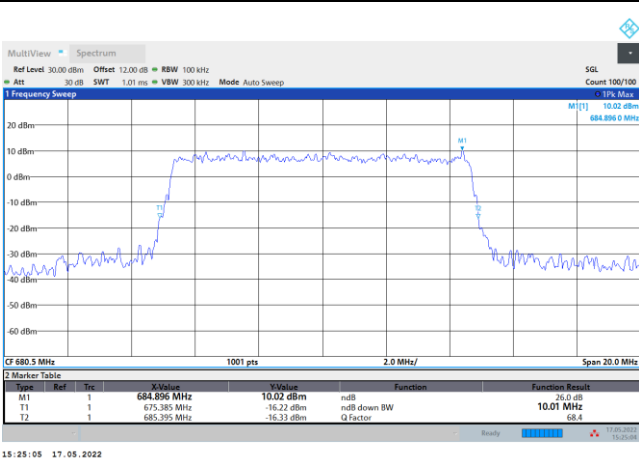 MultiView Spectrum
Ref Level 30.00 dBm Offset 12.00 dB RBW 100 kHz SGL
Att 30 dB SWT 1.01 ms VBW 300 kHz Mode Auto Sweep Count 100/100
1 Frequency Sweep 1Pk Max
M1[1] 10.02 dBm
684.896 0 MHz
20 dBm
M1
10 dBm
0 dBm
-10 dBm
T1 T2
-20 dBm
-30 dBm
-40 dBm
-50 dBm
-60 dBm
CF 680.5 MHz 1001 pts 2.0 MHz/ Span 20.0 MHz
2 Marker Table
Type Ref Trc X-Value Y-Value Function Function Result
M1 1 684.896 MHz 10.02 dBm ndB 26.0 dB
T1 1 675.385 MHz -16.22 dBm ndB down BW 10.01 MHz
T2 1 685.395 MHz -16.33 dBm Q Factor 68.4
Ready 17.05.2022
15:25:04
15:25:05 17.05.2022